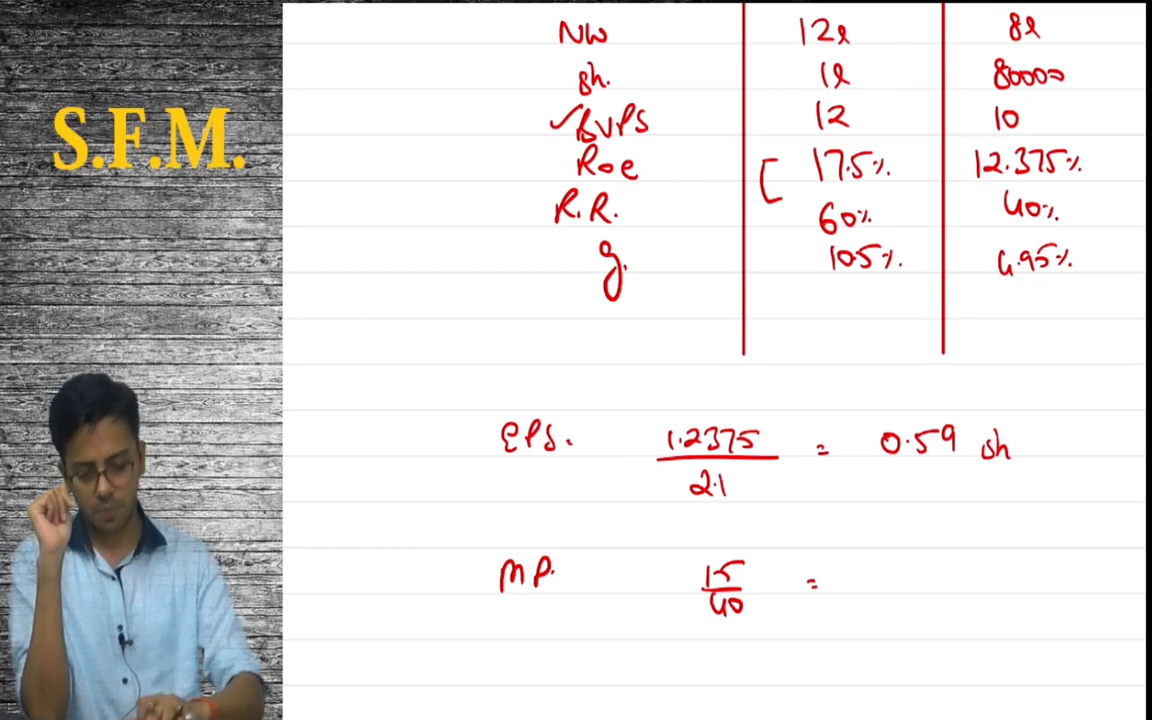 S.F.M.
NW 12l 8l
sh. 1l 80000
✓BVPS 12 10
Roe [ 17.5% 12.375%
R.R. 60% 40%
g. 10.5% 4.95%
EPS. 1.2375 / 2.1 = 0.59 sh
MP. 15 / 40 =